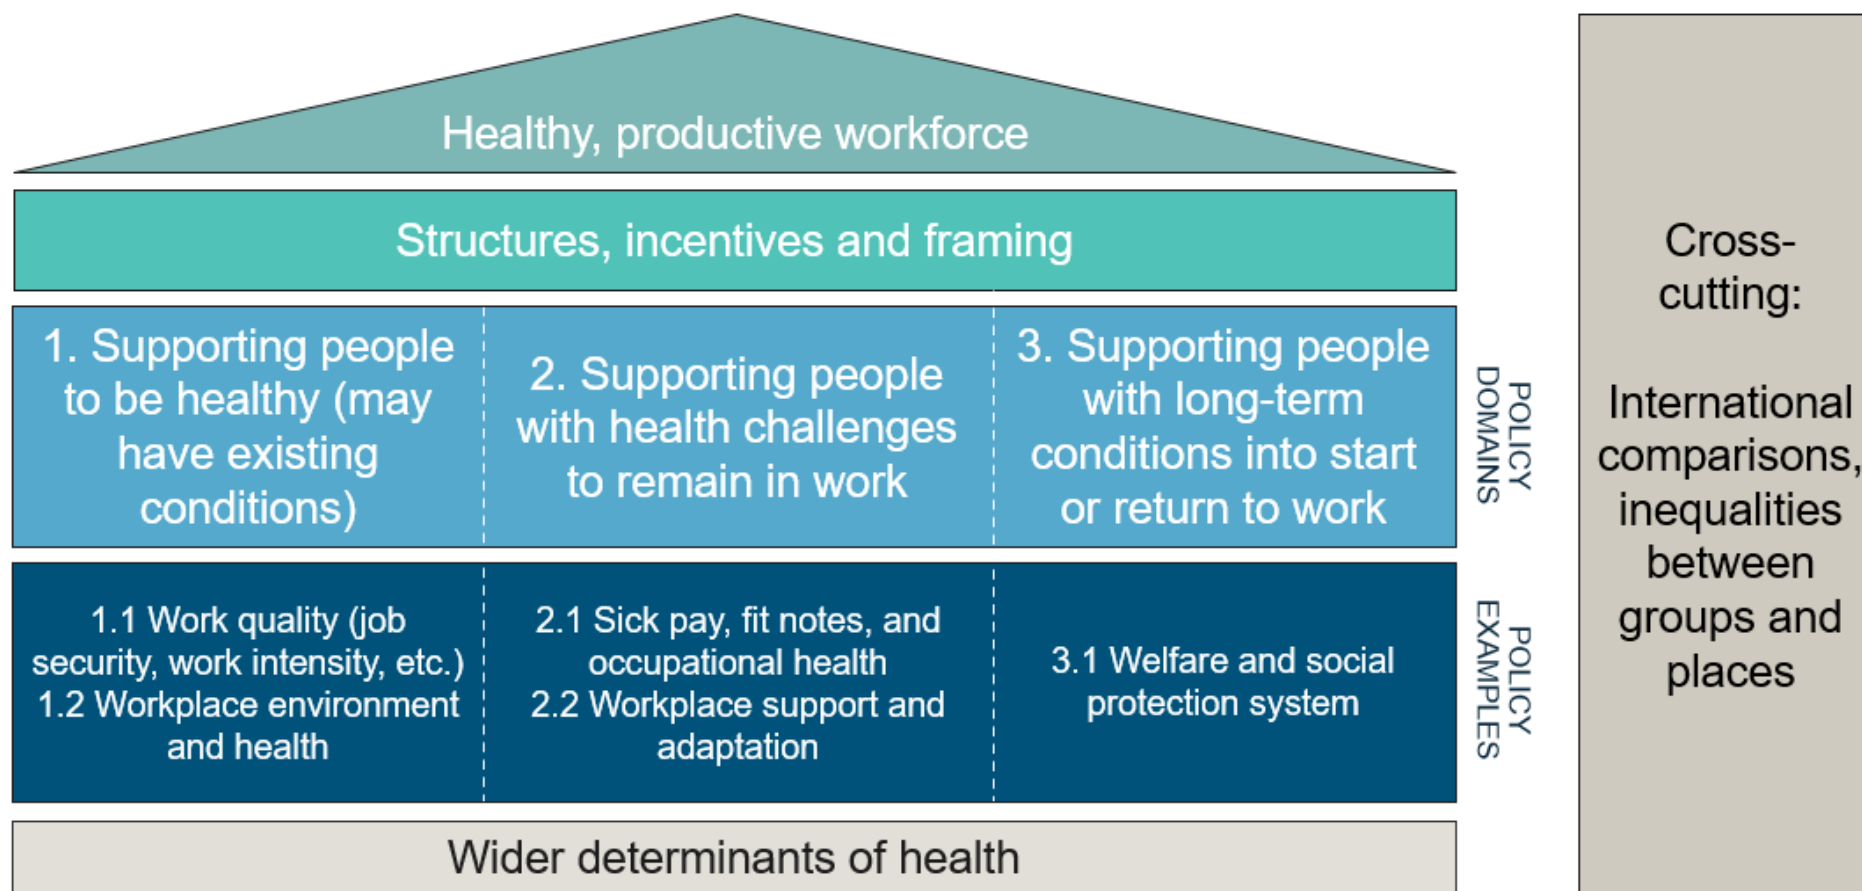 Healthy, productive workforce
Structures, incentives and framing
1. Supporting people
to be healthy (may
have existing
conditions)
2. Supporting people
with health challenges
to remain in work
3. Supporting people
with long-term
conditions into start
or return to work
POLICY
DOMAINS
1.1 Work quality (job
security, work intensity, etc.)
1.2 Workplace environment
and health
2.1 Sick pay, fit notes, and
occupational health
2.2 Workplace support and
adaptation
3.1 Welfare and social
protection system
POLICY
EXAMPLES
Wider determinants of health
Cross-
cutting:
International
comparisons,
inequalities
between
groups and
places